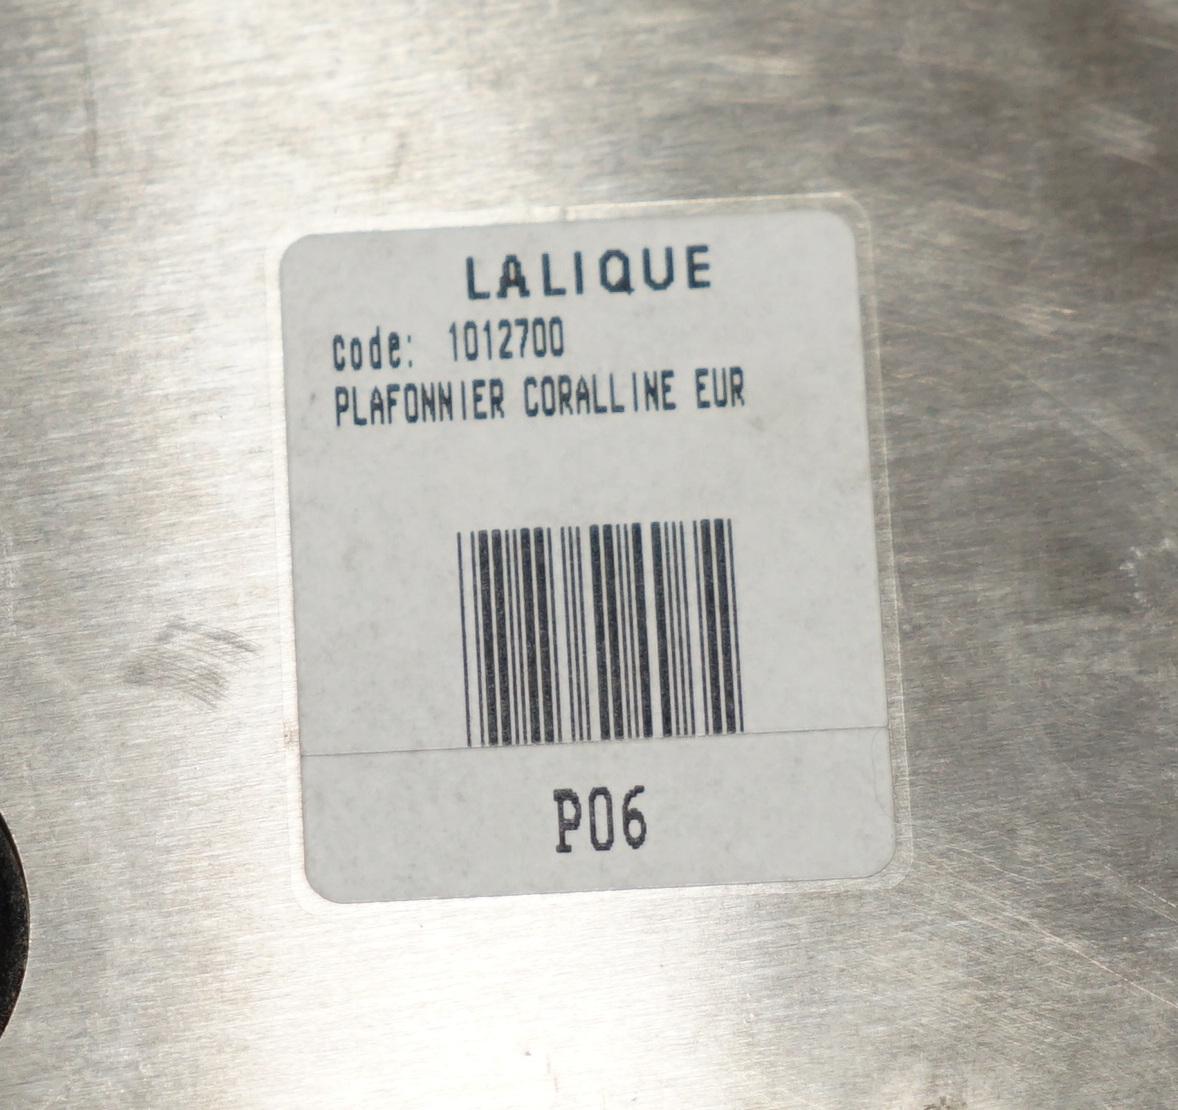 LALIQUE
Code: 1012700
PLAFONNIER CORALLINE EUR
P06